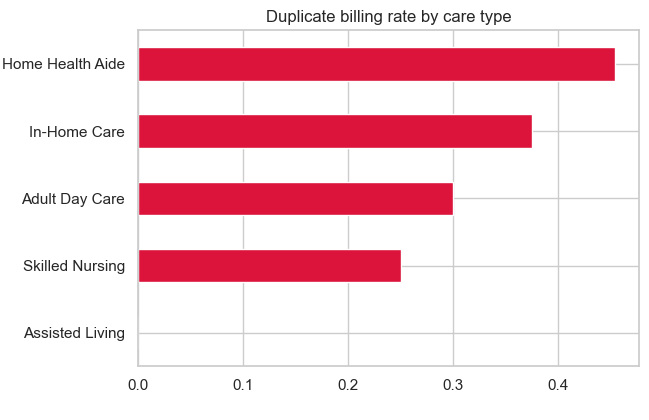 Duplicate billing rate by care type
Home Health Aide
In-Home Care
Adult Day Care
Skilled Nursing
Assisted Living
0.0 0.1 0.2 0.3 0.4